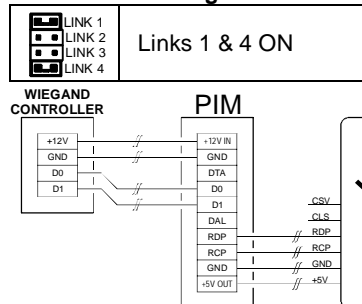 LINK 1
LINK 2
LINK 3
LINK 4
Links 1 & 4 ON
WIEGAND
CONTROLLER
+12V
GND
D0
D1
PIM
+12V IN
GND
DTA
D0
D1
DAL
RDP
RCP
GND
+5V OUT
CSV
CLS
RDP
RCP
GND
+5V